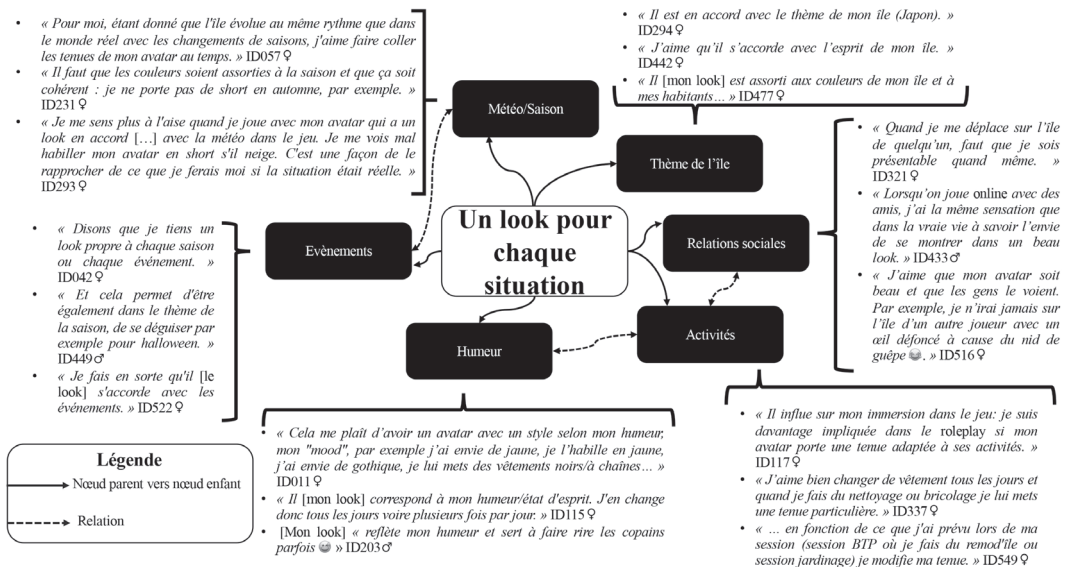 • « Pour moi, étant donné que l'île évolue au même rythme que dans
le monde réel avec les changements de saisons, j'aime faire coller
les tenues de mon avatar au temps. » ID057♀
• « Il faut que les couleurs soient assorties à la saison et que ça soit
cohérent : je ne porte pas de short en automne, par exemple. »
ID231♀
• « Je me sens plus à l'aise quand je joue avec mon avatar qui a un
look en accord […] avec la météo dans le jeu. Je me vois mal
habiller mon avatar en short s'il neige. C'est une façon de le
rapprocher de ce que je ferais moi si la situation était réelle. »
ID293♀
• « Il est en accord avec le thème de mon île (Japon). »
ID294♀
• « J'aime qu'il s'accorde avec l'esprit de mon île. »
ID442♀
• « Il [mon look] est assorti aux couleurs de mon île et à
mes habitants… » ID477♀
Météo/Saison
Thème de l'île
Un look pour
chaque
situation
Evènements
Relations sociales
Humeur
Activités
• « Quand je me déplace sur l'île
de quelqu'un, faut que je sois
présentable quand même. »
ID321♀
• « Lorsqu'on joue online avec des
amis, j'ai la même sensation que
dans la vraie vie à savoir l'envie
de se montrer dans un beau
look. » ID433♂
• « J'aime que mon avatar soit
beau et que les gens le voient.
Par exemple, je n'irai jamais sur
l'île d'un autre joueur avec un
œil défoncé à cause du nid de
guêpe 😀. » ID516♀
• « Disons que je tiens un
look propre à chaque saison
ou chaque événement. »
ID042♀
• « Et cela permet d'être
également dans le thème de
la saison, de se déguiser par
exemple pour halloween. »
ID449♂
• « Je fais en sorte qu'il [le
look] s'accorde avec les
événements. » ID522♀
• « Cela me plaît d'avoir un avatar avec un style selon mon humeur,
mon "mood", par exemple j'ai envie de jaune, je l'habille en jaune,
j'ai envie de gothique, je lui mets des vêtements noirs/à chaînes… »
ID011♀
• « Il [mon look] correspond à mon humeur/état d'esprit. J'en change
donc tous les jours voire plusieurs fois par jour. » ID115♀
• [Mon look] « reflète mon humeur et sert à faire rire les copains
parfois 😀 » ID203♂
• « Il influe sur mon immersion dans le jeu: je suis
davantage impliquée dans le roleplay si mon
avatar porte une tenue adaptée à ses activités. »
ID117♀
• « J'aime bien changer de vêtement tous les jours et
quand je fais du nettoyage ou bricolage je lui mets
une tenue particulière. » ID337♀
• « … en fonction de ce que j'ai prévu lors de ma
session (session BTP où je fais du remod'île ou
session jardinage) je modifie ma tenue. » ID549♀
Légende
Nœud parent vers nœud enfant
Relation